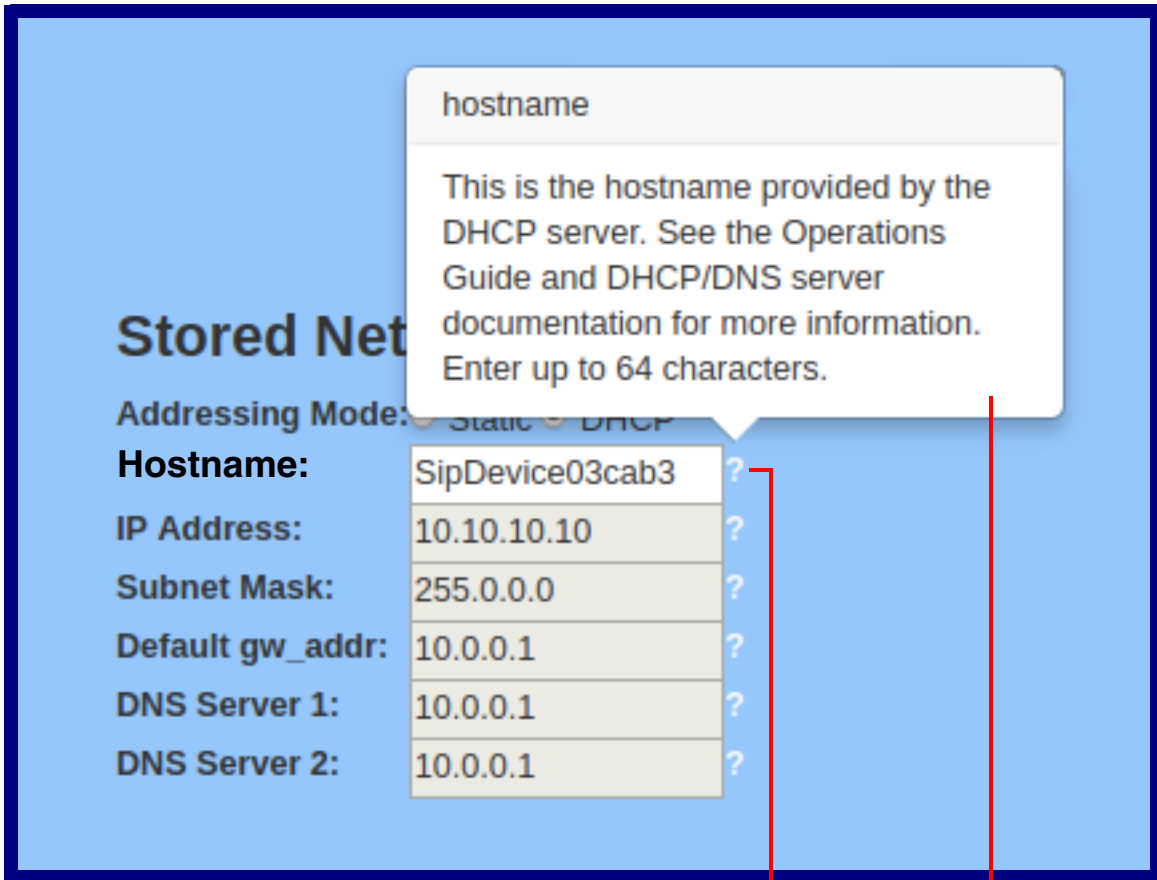 hostname
This is the hostname provided by the
DHCP server. See the Operations
Guide and DHCP/DNS server
documentation for more information.
Enter up to 64 characters.
Stored Net
Addressing Mode: Static DHCP
Hostname: SipDevice03cab3 ?
IP Address: 10.10.10.10 ?
Subnet Mask: 255.0.0.0 ?
Default gw_addr: 10.0.0.1 ?
DNS Server 1: 10.0.0.1 ?
DNS Server 2: 10.0.0.1 ?